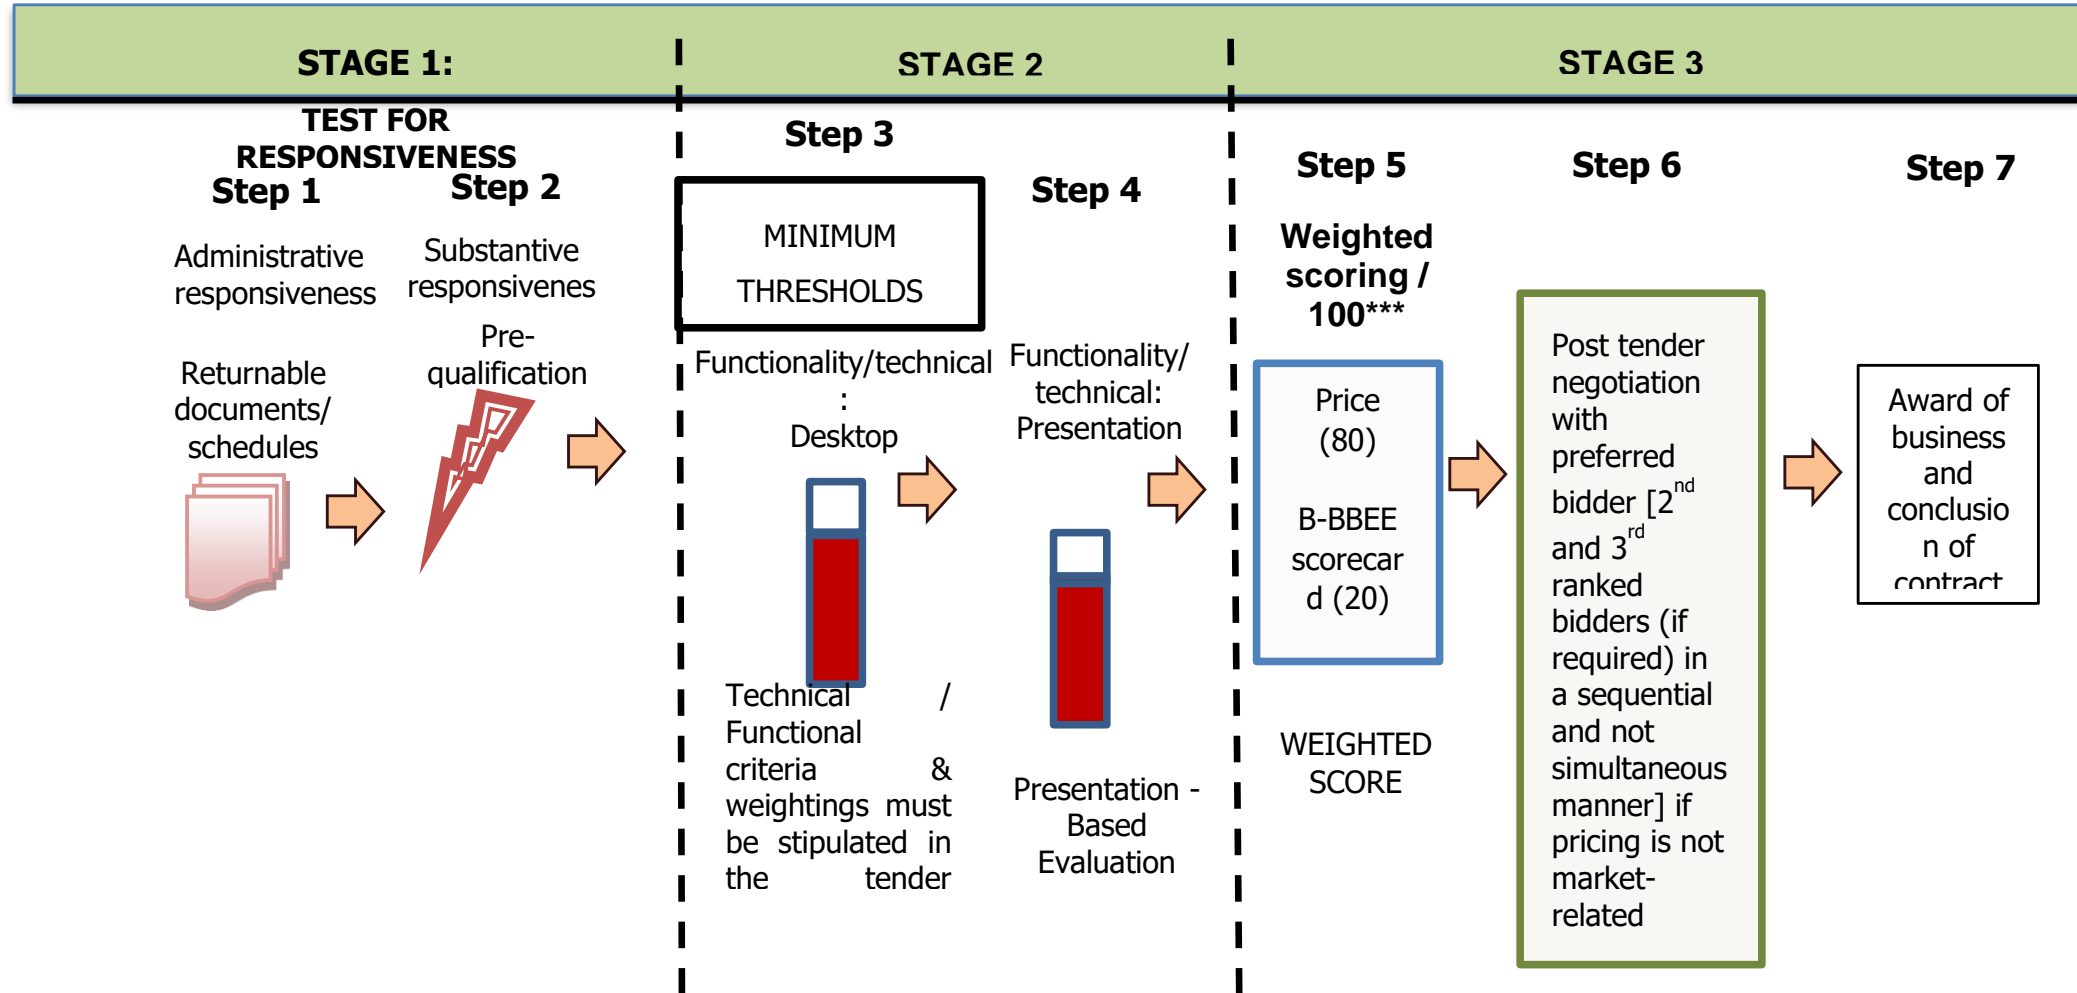 STAGE 1:
STAGE 2
STAGE 3
TEST FOR
RESPONSIVENESS
Step 1
Administrative
responsiveness
Returnable
documents/
schedules
Step 2
Substantive
responsivenes
Pre-
qualification
Step 3
MINIMUM
THRESHOLDS
Functionality/technical
:
Desktop
Technical /
Functional
criteria &
weightings must
be stipulated in
the tender
Step 4
Functionality/
technical:
Presentation
Presentation -
Based
Evaluation
Step 5
Weighted
scoring /
100***
Price
(80)
B-BBEE
scorecar
d (20)
WEIGHTED
SCORE
Step 6
Post tender
negotiation
with
preferred
bidder [2nd
and 3rd
ranked
bidders (if
required) in
a sequential
and not
simultaneous
manner] if
pricing is not
market-
related
Step 7
Award of
business
and
conclusio
n of
contract